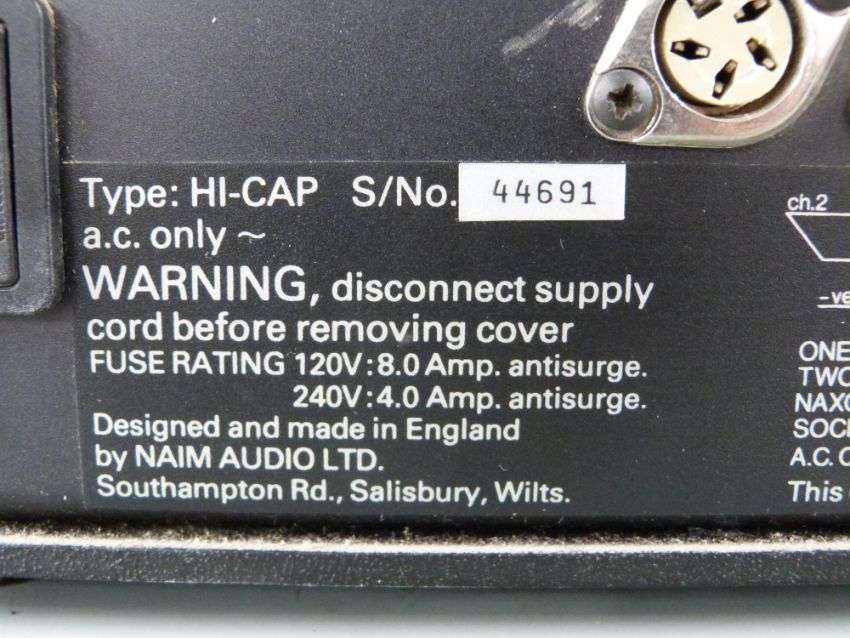 Type: HI-CAP S/No. 44691
a.c. only ~
WARNING, disconnect supply
cord before removing cover
FUSE RATING 120V:8.0 Amp. antisurge.
240V:4.0 Amp. antisurge.
Designed and made in England
by NAIM AUDIO LTD.
Southampton Rd., Salisbury, Wilts.
ch.2
-ve
ONE
TWO
A.C.
This